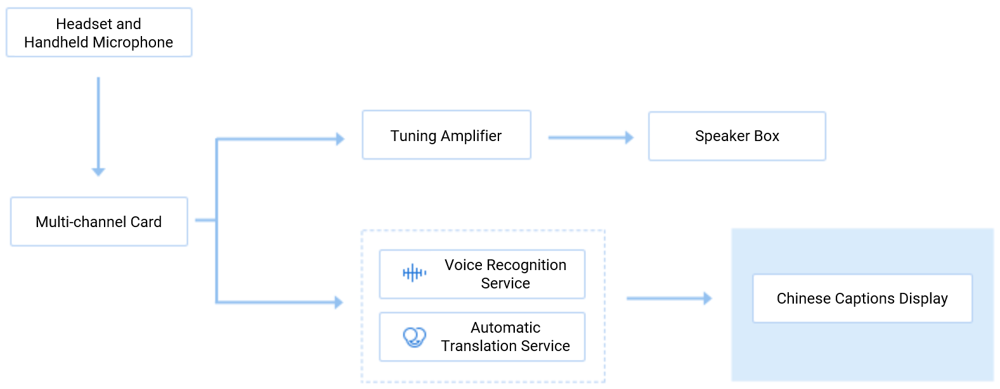 Headset and
Handheld Microphone
Tuning Amplifier
Speaker Box
Multi-channel Card
Voice Recognition
Service
Chinese Captions Display
Automatic
Translation Service